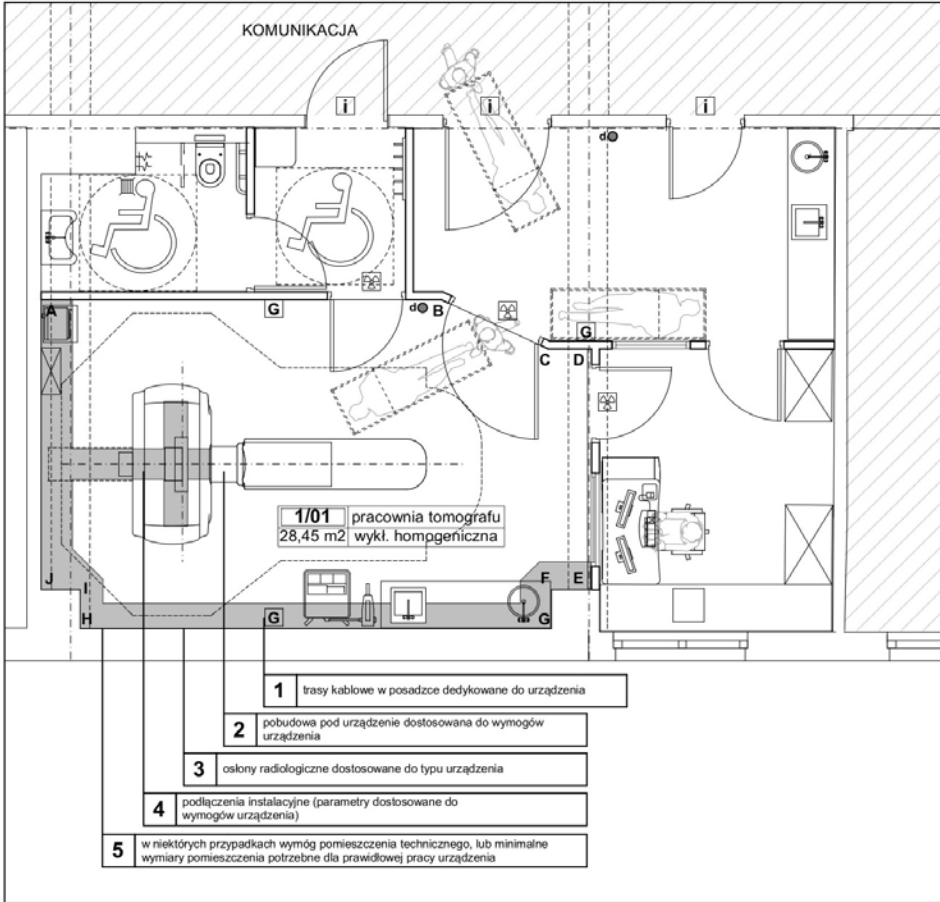 KOMUNIKACJA
i
i
i
d
A
G
d
B
G
C
D
1/01 pracownia tomografu
28,45 m2 wykł. homogeniczna
J
I
F
E
H
G
G
1 trasy kablowe w posadzce dedykowane do urządzenia
2 pobudowa pod urządzenie dostosowana do wymogów
urządzenia
3 osłony radiologiczne dostosowane do typu urządzenia
4 podłączenia instalacyjne (parametry dostosowane do
wymogów urządzenia)
5 w niektórych przypadkach wymóg pomieszczenia technicznego, lub minimalne
wymiary pomieszczenia potrzebne dla prawidłowej pracy urządzenia